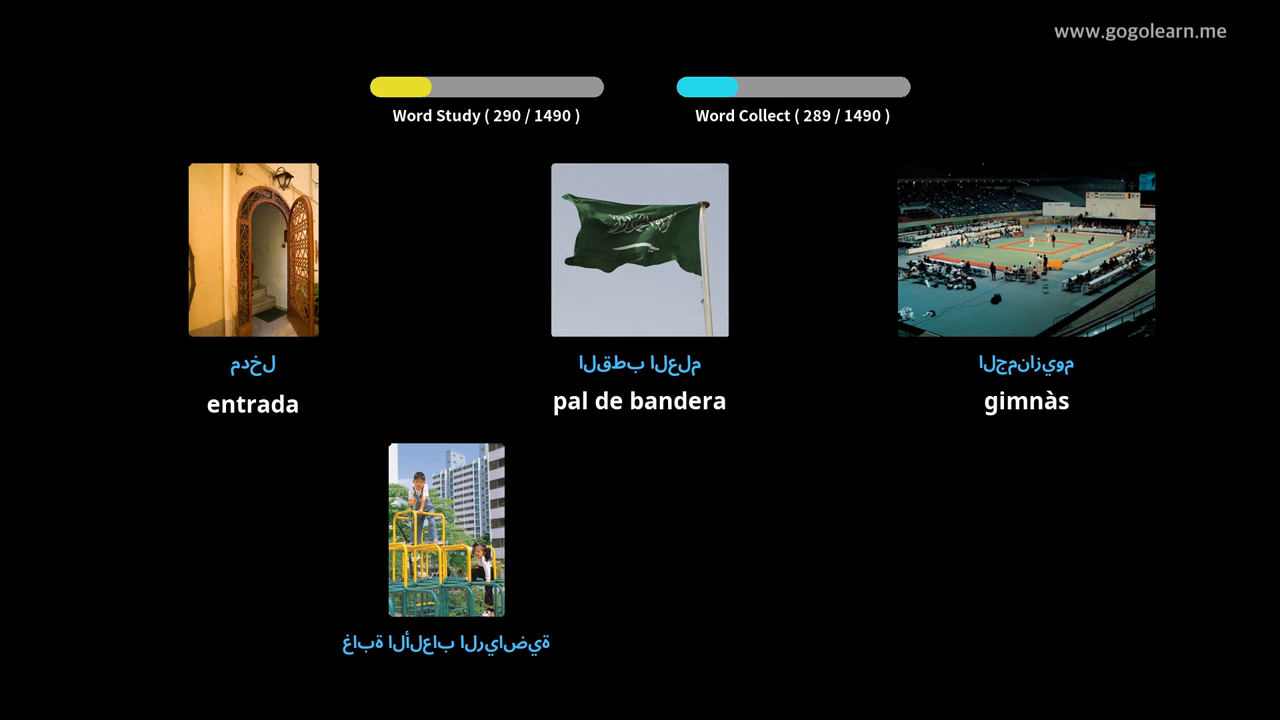 www.gogolearn.me
Word Study ( 290 / 1490 )
Word Collect ( 289 / 1490 )
مدخل
القطب العلم
الجمنازيوم
entrada
pal de bandera
gimnàs
غابة الألعاب الرياضية